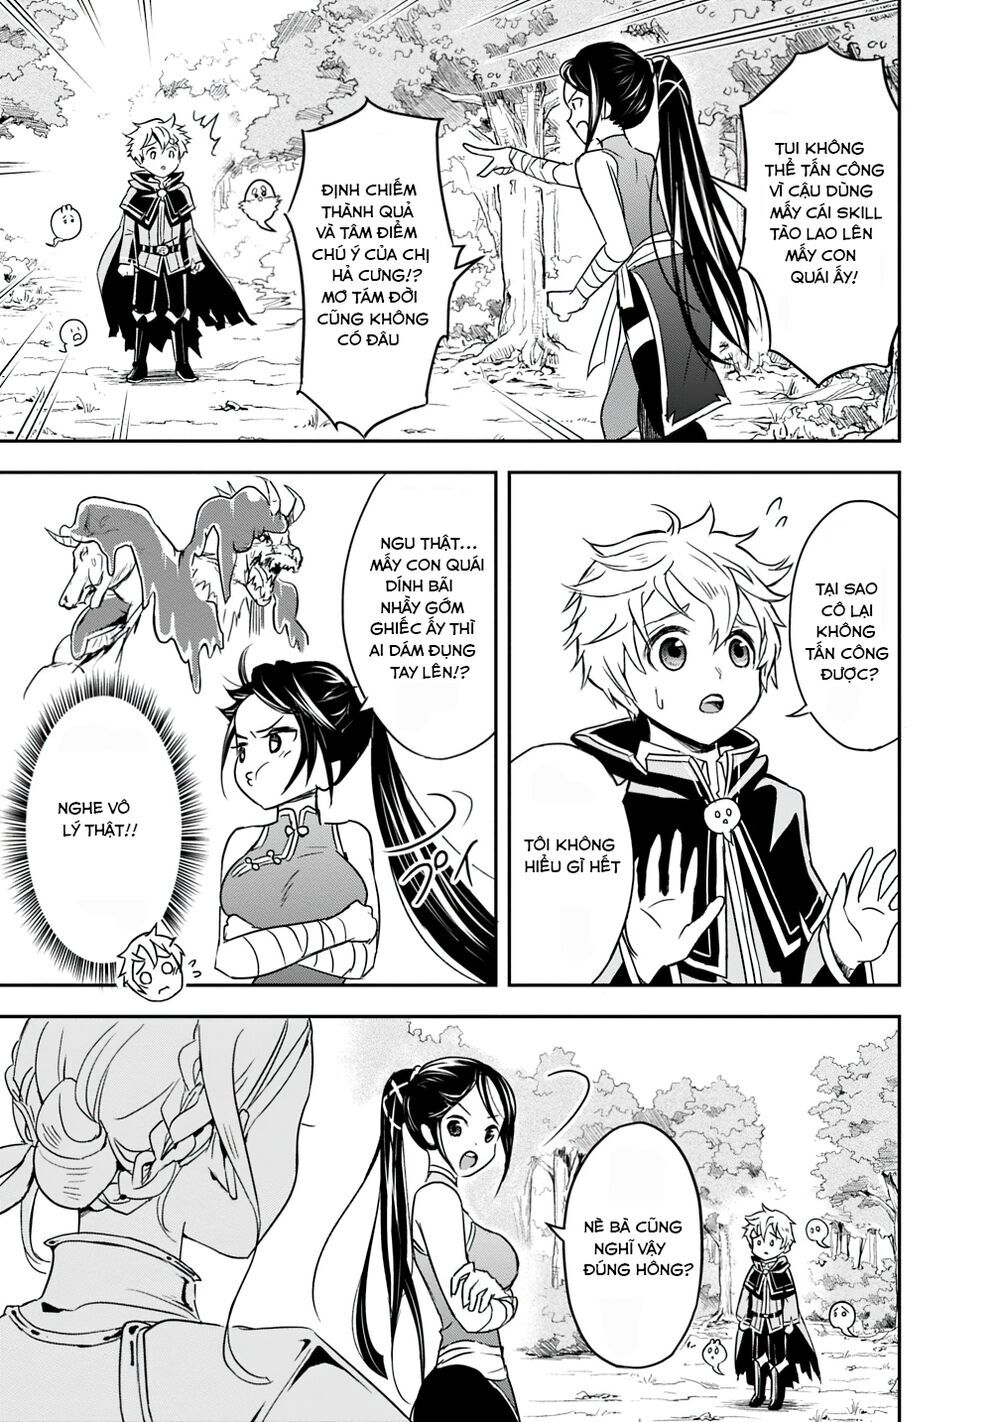 TUI KHÔNG
THỂ TẤN CÔNG
VÌ CẬU DÙNG
MẤY CÁI SKILL
TÀO LAO LÊN
MẤY CON
QUÁI ẤY!
ĐỊNH CHIẾM
THÀNH QUẢ
VÀ TÂM ĐIỂM
CHÚ Ý CỦA CHỊ
HẢ CƯNG!?
MƠ TÁM ĐỜI
CŨNG KHÔNG
CÓ ĐÂU
TẠI SAO
CÔ LẠI
KHÔNG
TẤN CÔNG
ĐƯỢC?
TÔI KHÔNG
HIỂU GÌ HẾT
NGU THẬT...
MẤY CON QUÁI
DÍNH BÃI
NHẦY GỚM
GHIẾC ẤY THÌ
AI DÁM ĐỤNG
TAY LÊN!?
プイ
NGHE VÔ
LÝ THẬT!!
NÈ BÀ CŨNG
NGHĨ VẬY
ĐÚNG HÔNG?